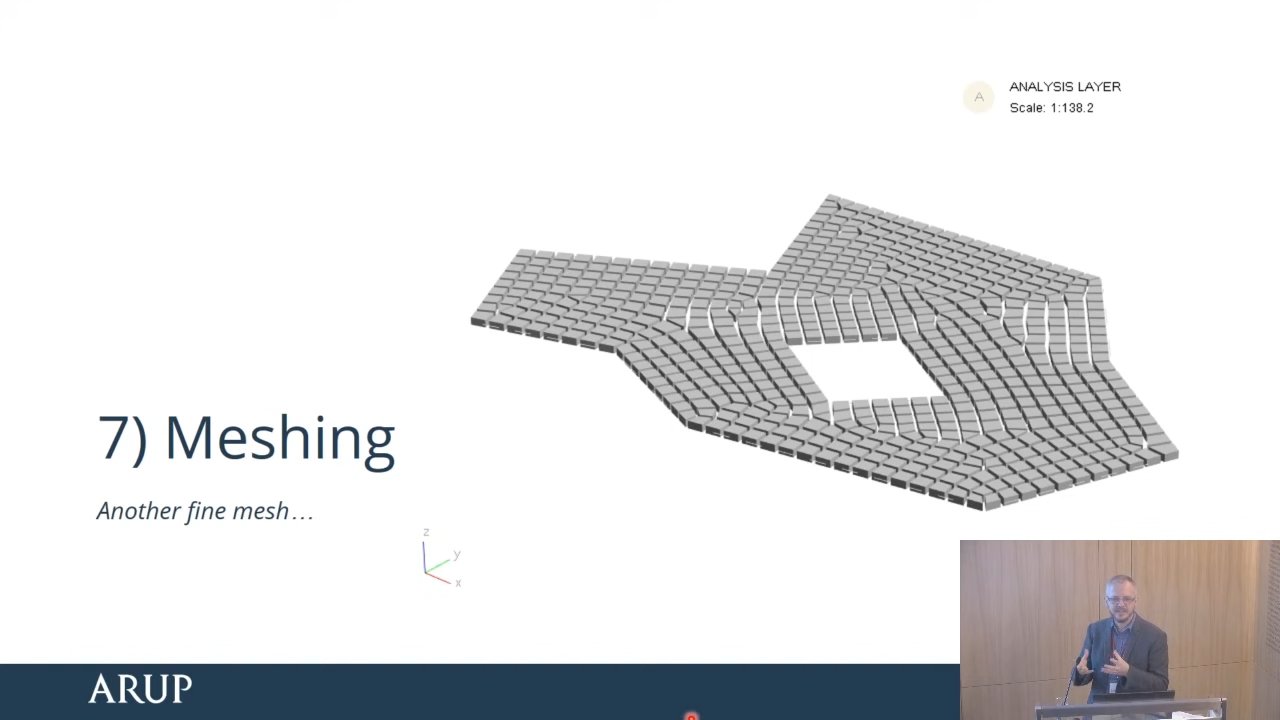 A
ANALYSIS LAYER
Scale: 1:138.2
7) Meshing
Another fine mesh...
z
y
x
ARUP